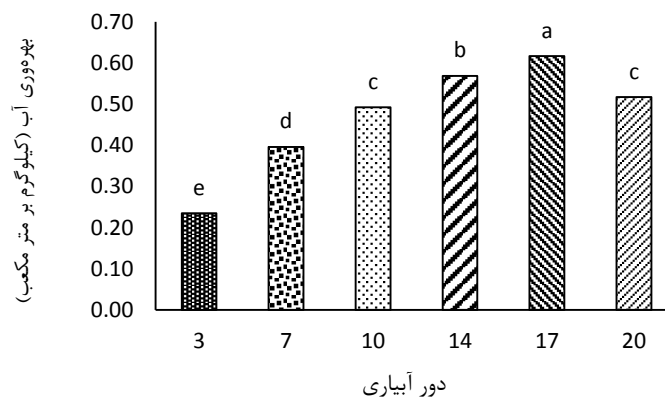 بهره‌وری آب (کیلوگرم بر متر مکعب)
0.70
0.60
0.50
0.40
0.30
0.20
0.10
0.00
e
d
c
b
a
c
3 7 10 14 17 20
دور آبیاری